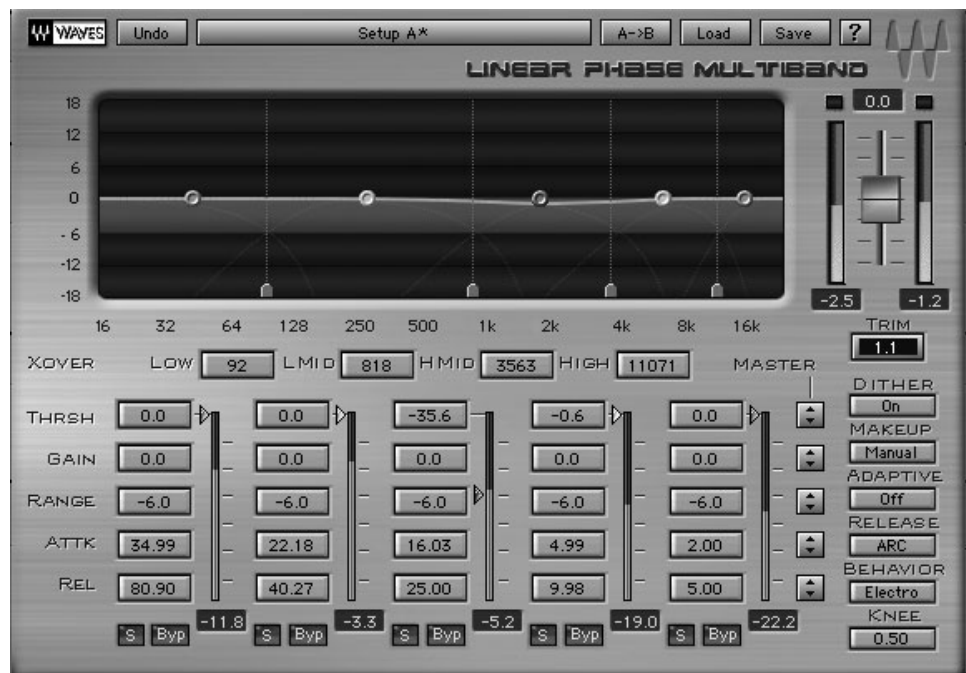 WAVES Undo Setup A* A->B Load Save ?
LINEAR PHASE MULTIBAND
18 0.0
12
6
0
- 6
-12
-18 -2.5 -1.2
16 32 64 128 250 500 1k 2k 4k 8k 16k TRIM
1.1
XOVER LOW 92 LMID 818 HMID 3563 HIGH 11071 MASTER
DITHER
THRSH 0.0 0.0 -35.6 -0.6 0.0 On
MAKEUP
GAIN 0.0 0.0 0.0 0.0 0.0 Manual
ADAPTIVE
RANGE -6.0 -6.0 -6.0 -6.0 -6.0 Off
RELEASE
ATTK 34.99 22.18 16.03 4.99 2.00 ARC
BEHAVIOR
REL 80.90 40.27 25.00 9.98 5.00 Electro
KNEE
-11.8 -3.3 -5.2 -19.0 -22.2
S Byp S Byp S Byp S Byp S Byp 0.50